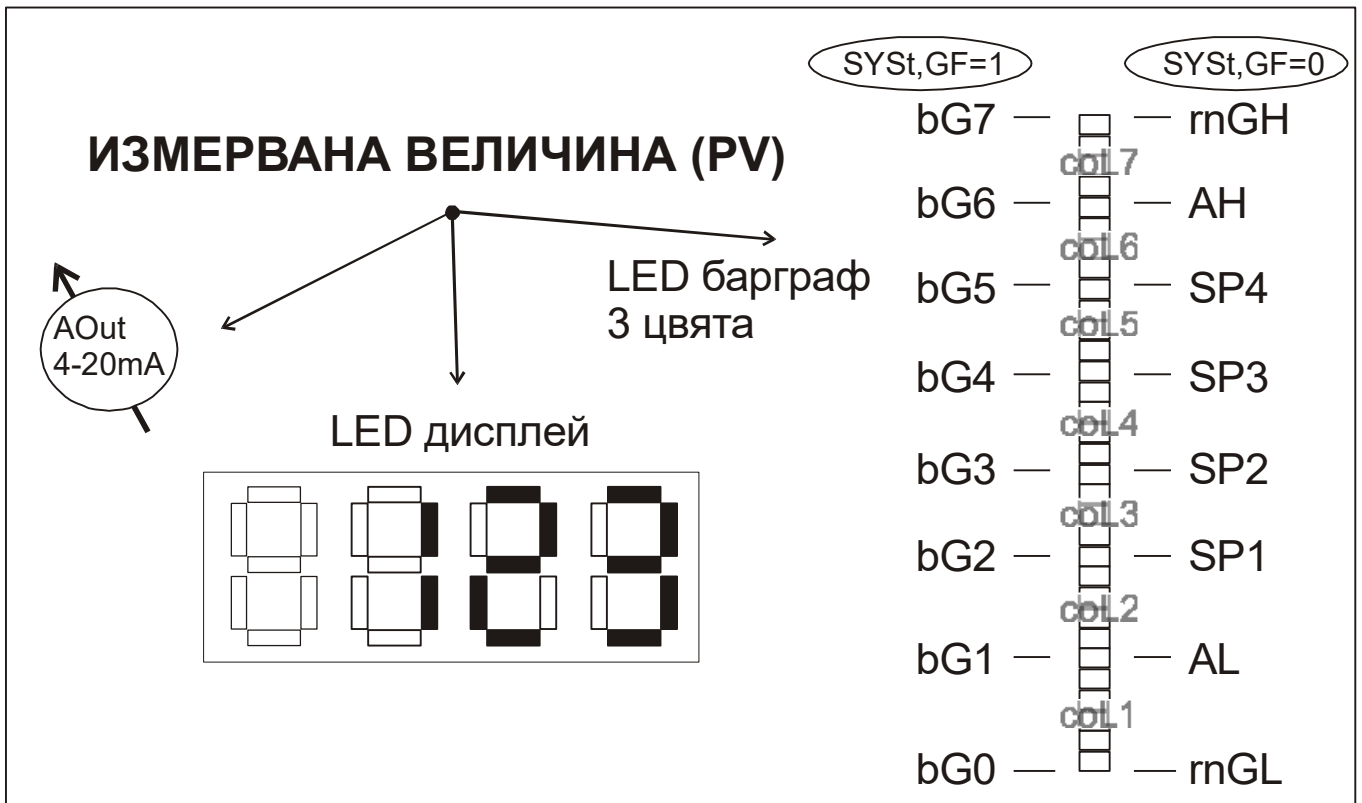 SYSt,GF=1 SYSt,GF=0
bG7 rnGH
ИЗМЕРВАНА ВЕЛИЧИНА (PV)
coL7
bG6 AH
coL6
LED барграф
3 цвята
bG5 SP4
coL5
AOut
4-20mA
bG4 SP3
coL4
LED дисплей
bG3 SP2
123
coL3
bG2 SP1
coL2
bG1 AL
coL1
bG0 rnGL